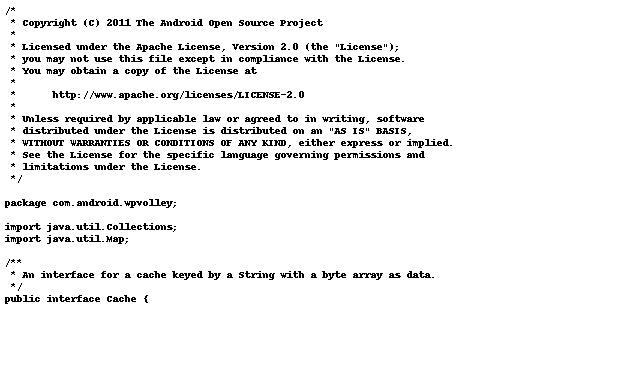 /*
 * Copyright (C) 2011 The Android Open Source Project
 *
 * Licensed under the Apache License, Version 2.0 (the "License");
 * you may not use this file except in compliance with the License.
 * You may obtain a copy of the License at
 *
 *      http://www.apache.org/licenses/LICENSE-2.0
 *
 * Unless required by applicable law or agreed to in writing, software
 * distributed under the License is distributed on an "AS IS" BASIS,
 * WITHOUT WARRANTIES OR CONDITIONS OF ANY KIND, either express or implied.
 * See the License for the specific language governing permissions and
 * limitations under the License.
 */

package com.android.wpvolley;

import java.util.Collections;
import java.util.Map;

/**
 * An interface for a cache keyed by a String with a byte array as data.
 */
public interface Cache {